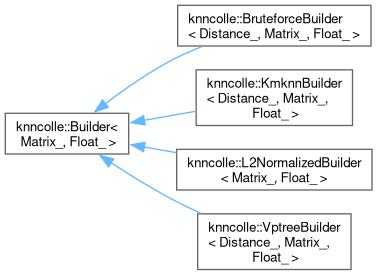 knncolle::BruteforceBuilder
< Distance_, Matrix_, Float_ >
knncolle::KmknnBuilder
< Distance_, Matrix_,
Float_ >
knncolle::Builder<
Matrix_, Float_ >
knncolle::L2NormalizedBuilder
< Matrix_, Float_ >
knncolle::VptreeBuilder
< Distance_, Matrix_,
Float_ >